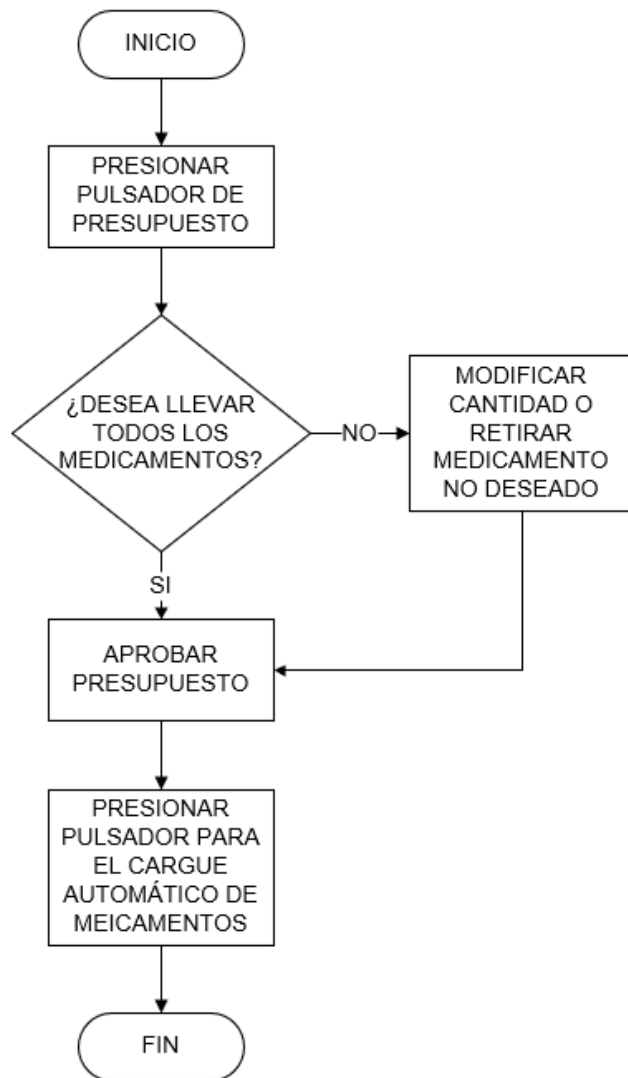 INICIO
PRESIONAR
PULSADOR DE
PRESUPUESTO
¿DESEA LLEVAR
TODOS LOS
MEDICAMENTOS?
NO
MODIFICAR
CANTIDAD O
RETIRAR
MEDICAMENTO
NO DESEADO
SI
APROBAR
PRESUPUESTO
PRESIONAR
PULSADOR PARA
EL CARGUE
AUTOMÁTICO DE
MEICAMENTOS
FIN